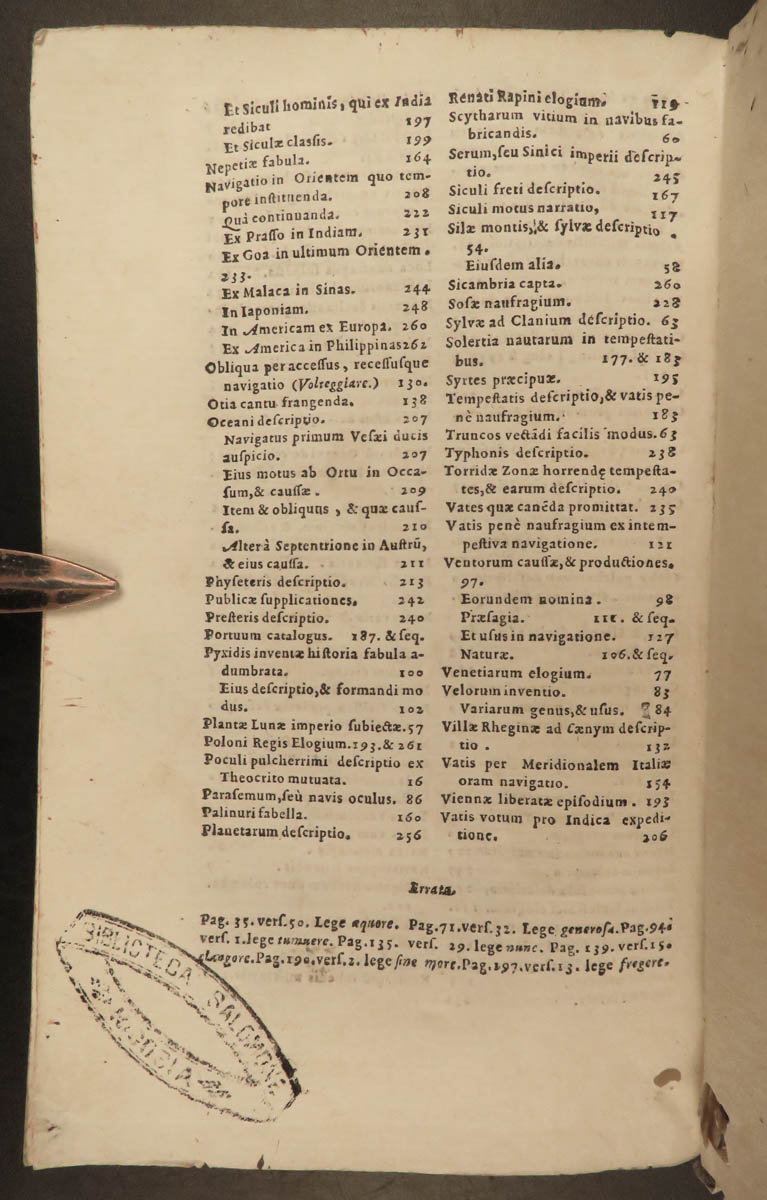 Et Siculi hominis, qui ex India
redibat 197
Et Siculæ classis. 199
Nepetiæ fabula. 164
Navigatio in Orientem quo tem-
pore instituenda. 208
Quà continuanda. 222
Ex Prasso in Indiam. 231
Ex Goa in ultimum Orientem.
233.
Ex Malaca in Sinas. 244
In Iaponiam. 248
In Americam ex Europa. 260
Ex America in Philippinas 262
Obliqua per accessus, recessusque
navigatio (Volteggiare.) 130.
Otia cantu frangenda. 138
Oceani descriptio. 207
Navigatus primum Vesæi ducis
auspicio. 207
Eius motus ab Ortu in Occa-
sum, & caussæ. 209
Item & obliquus, & quæ caus-
sa. 210
Alter à Septentrione in Austrū,
& eius caussa. 211
Physeteris descriptio. 213
Publicæ supplicationes. 242
Presteris descriptio. 240
Portuum catalogus. 187. & seq.
Pyxidis inventæ historia fabula a-
dumbrata. 100
Eius descriptio, & formandi mo
dus. 102
Plantæ Lunæ imperio subiectæ. 57
Poloni Regis Elogium. 193. & 261
Poculi pulcherrimi descriptio ex
Theocrito mutuata. 16
Parasemum, seù navis oculus. 86
Palinuri fabella. 160
Planetarum descriptio. 256
Renati Rapini elogium. 119
Scytharum vitium in navibus fa-
bricandis. 60
Serum, seu Sinici imperii descrip-
tio. 245
Siculi freti descriptio. 167
Siculi motus narratio, 117
Silæ montis, & sylvæ descriptio.
54.
Eiusdem alia. 58
Sicambria capta. 260
Sosæ naufragium. 228
Sylvæ ad Clanium descriptio. 63
Solertia nautarum in tempestati-
bus. 177. & 183
Syrtes præcipuæ. 195
Tempestatis descriptio, & vatis pe-
nè naufragium. 183
Truncos vectādi facilis modus. 63
Typhonis descriptio. 238
Torridæ Zonæ horrendę tempesta-
tes, & earum descriptio. 240
Vates quæ canēda promittat. 235
Vatis penè naufragium ex intem-
pestiva navigatione. 121
Ventorum caussæ, & productiones.
97.
Eorundem nomina. 98
Præsagia. 111. & seq.
Et usus in navigatione. 127
Naturæ. 106. & seq.
Venetiarum elogium. 77
Velorum inventio. 83
Variarum genus, & usus. 84
Villæ Rheginæ ad Cænym descrip-
tio. 132
Vatis per Meridionalem Italiæ
oram navigatio. 154
Viennæ liberatæ episodium. 193
Vatis votum pro Indica expedi-
tione. 206
Errata.
Pag. 35. vers. 50. Lege æquore. Pag. 71. vers. 32. Lege generosa. Pag. 94.
vers. 1. lege tumuere. Pag. 135. vers. 29. lege nunc. Pag. 139. vers. 15.
clangore. Pag. 190. vers. 2. lege sine more. Pag. 197. vers. 13. lege fregere.
BIBLIOTECA SALOMONE
MARIDIA